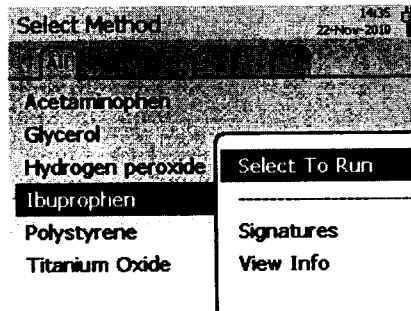 Select Method
14:35
22-Nov-2010
All
Acetaminophen
Glycerol
Hydrogen peroxide
Select To Run
Ibuprophen
Polystyrene
Signatures
Titanium Oxide
View Info